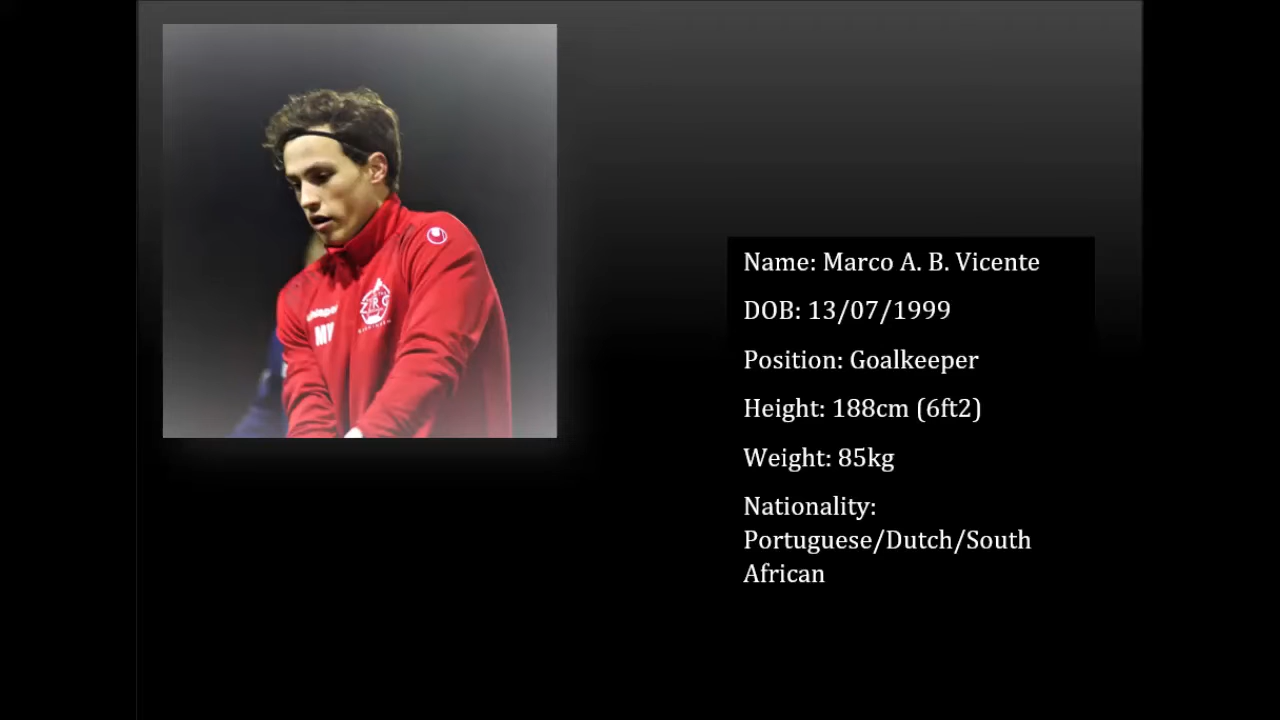 MV
Name: Marco A. B. Vicente
DOB: 13/07/1999
Position: Goalkeeper
Height: 188cm (6ft2)
Weight: 85kg
Nationality:
Portuguese/Dutch/South
African